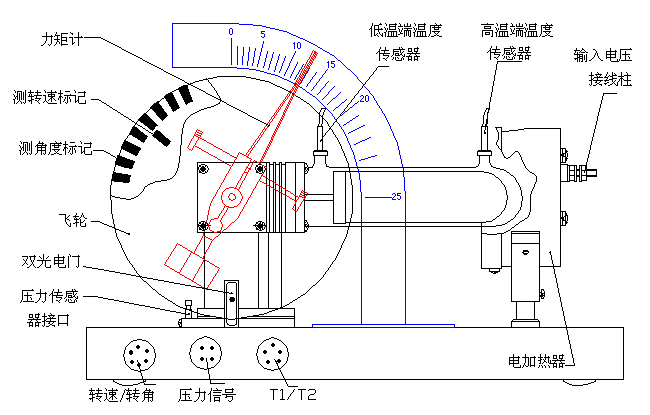 力矩计
测转速标记
测角度标记
飞轮
双光电门
压力传感
器接口
0
5
10
15
20
25
低温端温度
传感器
高温端温度
传感器
输入电压
接线柱
电加热器
转速/转角
压力信号
T1/T2